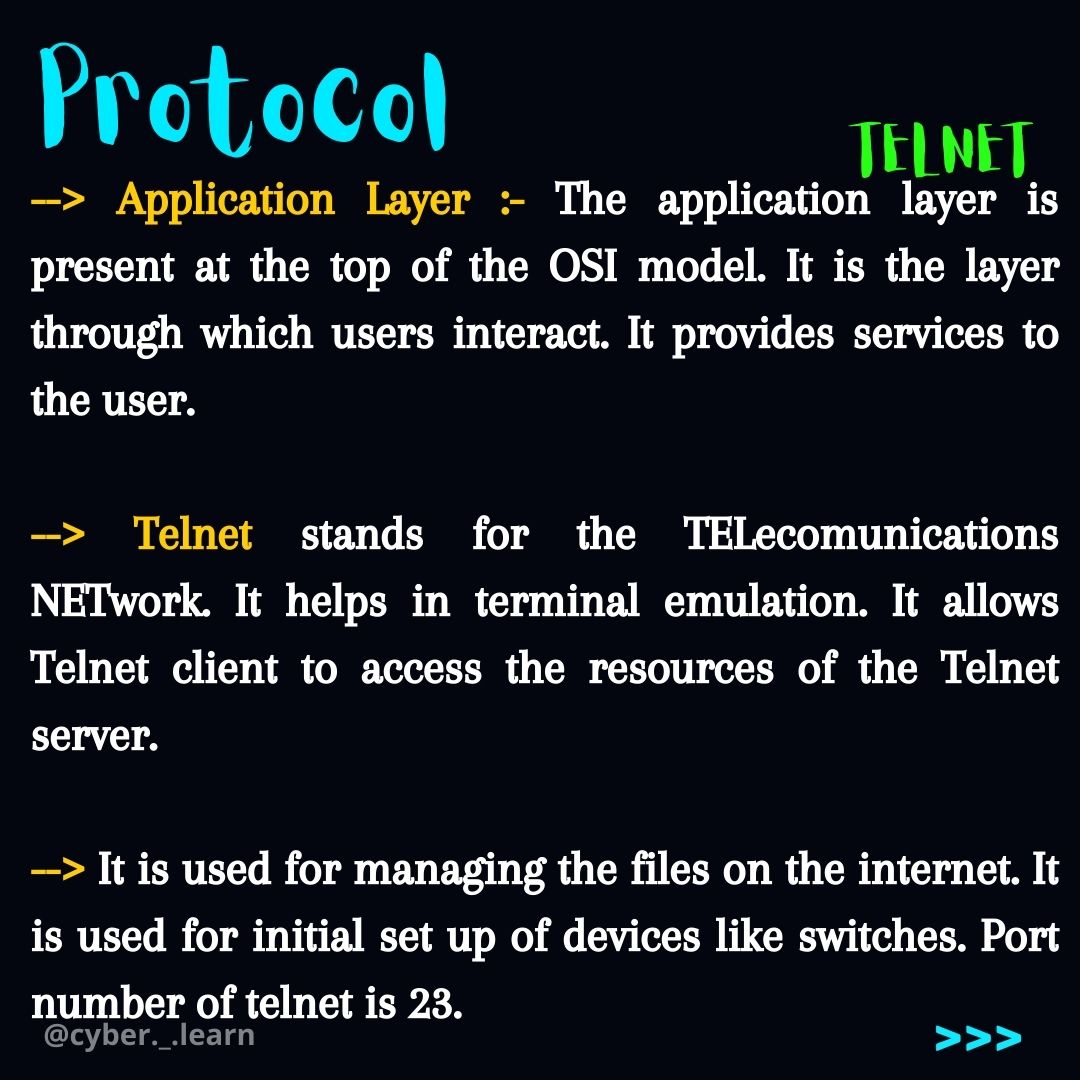 Protocol
TELNET
--> Application Layer :- The application layer is
present at the top of the OSI model. It is the layer
through which users interact. It provides services to
the user.
--> Telnet stands for the TELecomunications
NETwork. It helps in terminal emulation. It allows
Telnet client to access the resources of the Telnet
server.
--> It is used for managing the files on the internet. It
is used for initial set up of devices like switches. Port
number of telnet is 23.
@cyber._.learn
>>>